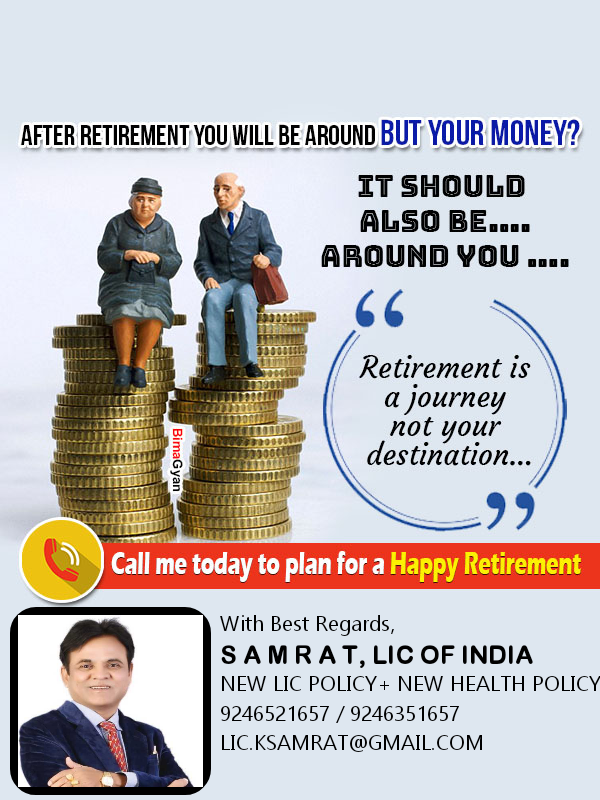 AFTER RETIREMENT YOU WILL BE AROUND BUT YOUR MONEY?
IT SHOULD
ALSO BE....
AROUND YOU ....
“
Retirement is
a journey
not your
destination...
”
BimaGyan
Call me today to plan for a Happy Retirement
With Best Regards,
S A M R A T, LIC OF INDIA
NEW LIC POLICY+ NEW HEALTH POLICY
9246521657 / 9246351657
LIC.KSAMRAT@GMAIL.COM